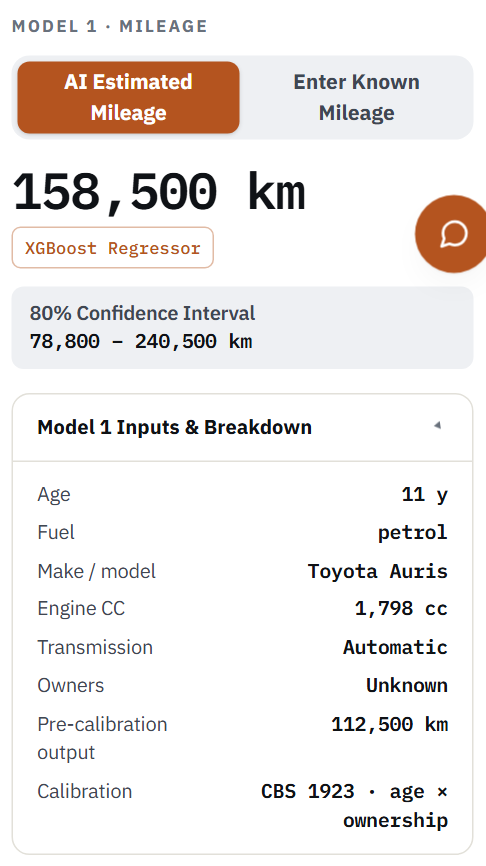 MODEL 1 · MILEAGE
AI Estimated Mileage
Enter Known Mileage
158,500 km
XGBoost Regressor
80% Confidence Interval
78,800 – 240,500 km
Model 1 Inputs & Breakdown
Age 11 y
Fuel petrol
Make / model Toyota Auris
Engine CC 1,798 cc
Transmission Automatic
Owners Unknown
Pre-calibration output 112,500 km
Calibration CBS 1923 · age × ownership